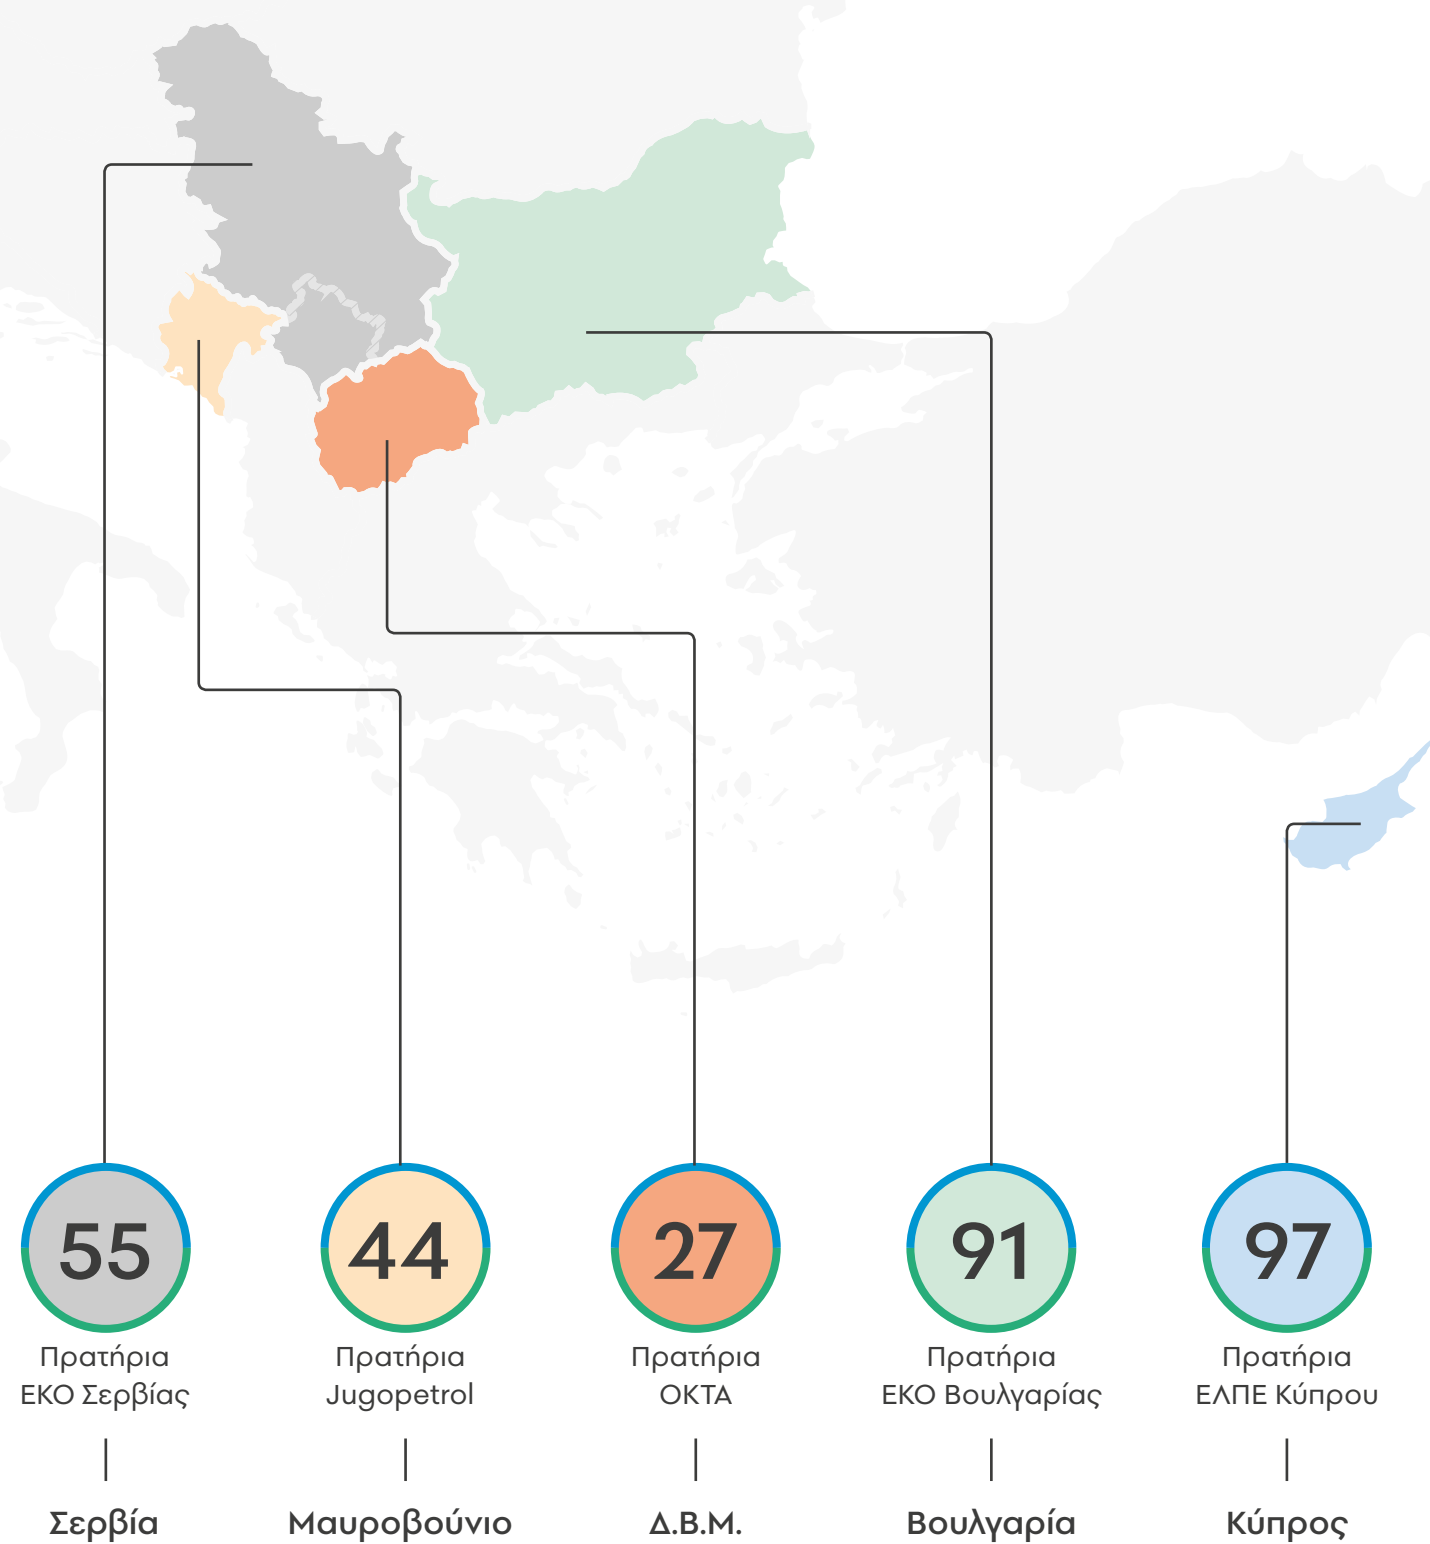 55
44
27
91
97
Πρατήρια
ΕΚΟ Σερβίας
Πρατήρια
Jugopetrol
Πρατήρια
ΟΚΤΑ
Πρατήρια
ΕΚΟ Βουλγαρίας
Πρατήρια
ΕΛΠΕ Κύπρου
Σερβία
Μαυροβούνιο
Δ.Β.Μ.
Βουλγαρία
Κύπρος